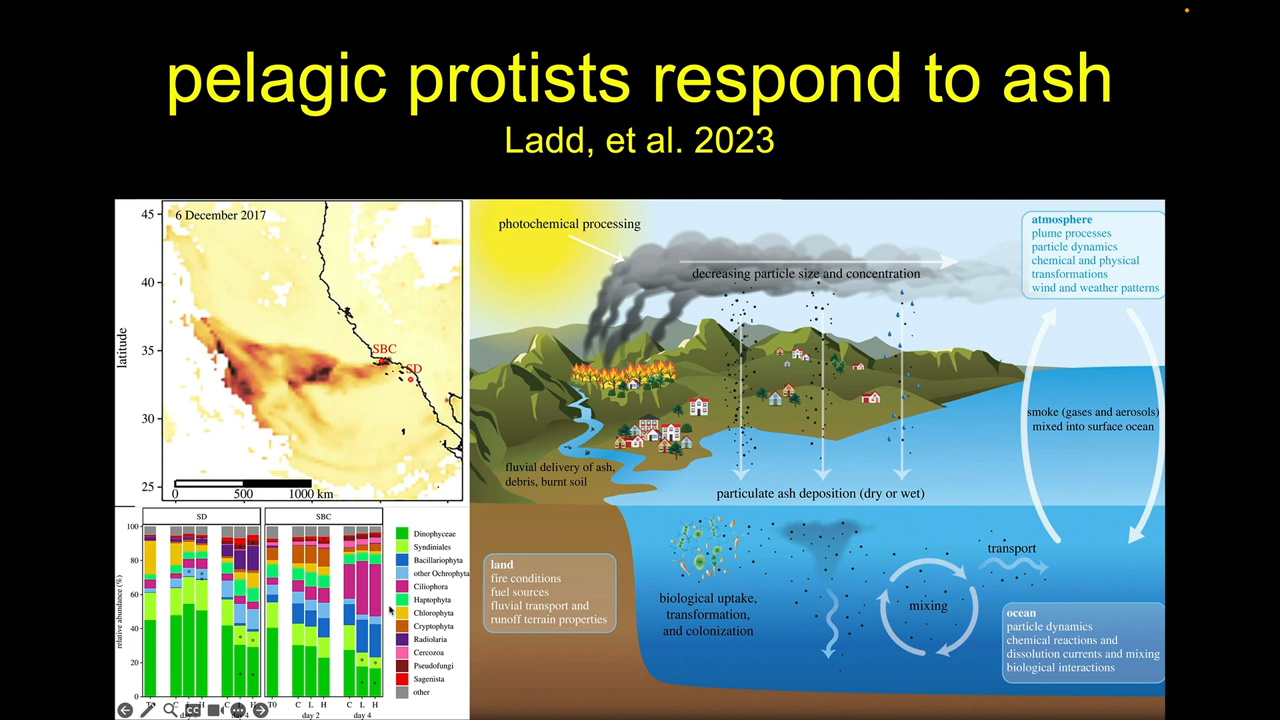 pelagic protists respond to ash
Ladd, et al. 2023
6 December 2017
45
40
35
30
25
latitude
SBC
SD
0 500 1000 km
photochemical processing
decreasing particle size and concentration
atmosphere
plume processes
particle dynamics
chemical and physical
transformations
wind and weather patterns
smoke (gases and aerosols)
mixed into surface ocean
fluvial delivery of ash,
debris, burnt soil
particulate ash deposition (dry or wet)
land
fire conditions
fuel sources
fluvial transport and
runoff terrain properties
biological uptake,
transformation,
and colonization
mixing
transport
ocean
particle dynamics
chemical reactions and
dissolution currents and mixing
biological interactions
SD
SBC
100
80
60
40
20
0
relative abundance (%)
C
H
C
T0
C L H
C L H
day 2
day 4
Dinophyceae
Syndiniales
Bacillariophyta
other Ochrophyta
Ciliophora
Haptophyta
Chlorophyta
Cryptophyta
Radiolaria
Cercozoa
Pseudofungi
Sagenista
other
CC